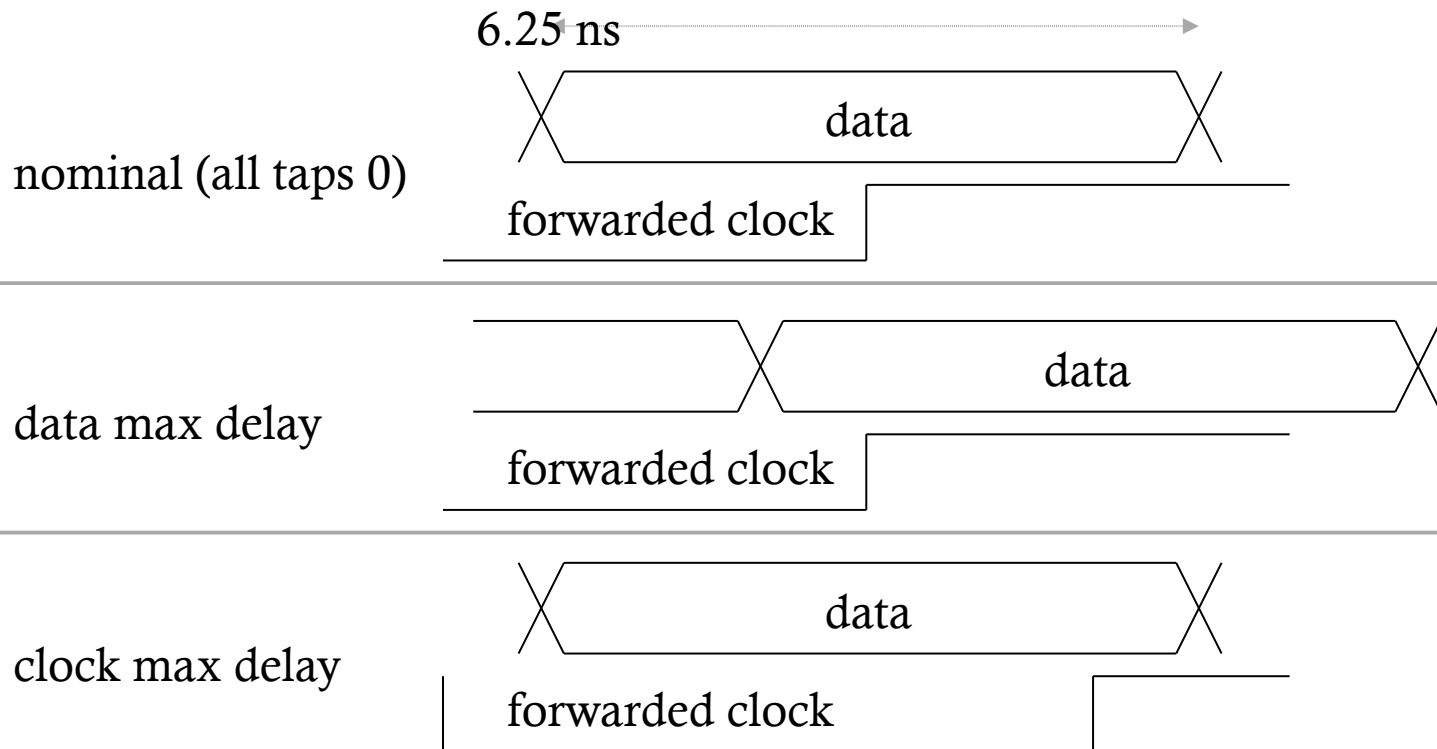 6.25 ns
data
nominal (all taps 0)
forwarded clock
data
data max delay
forwarded clock
data
clock max delay
forwarded clock